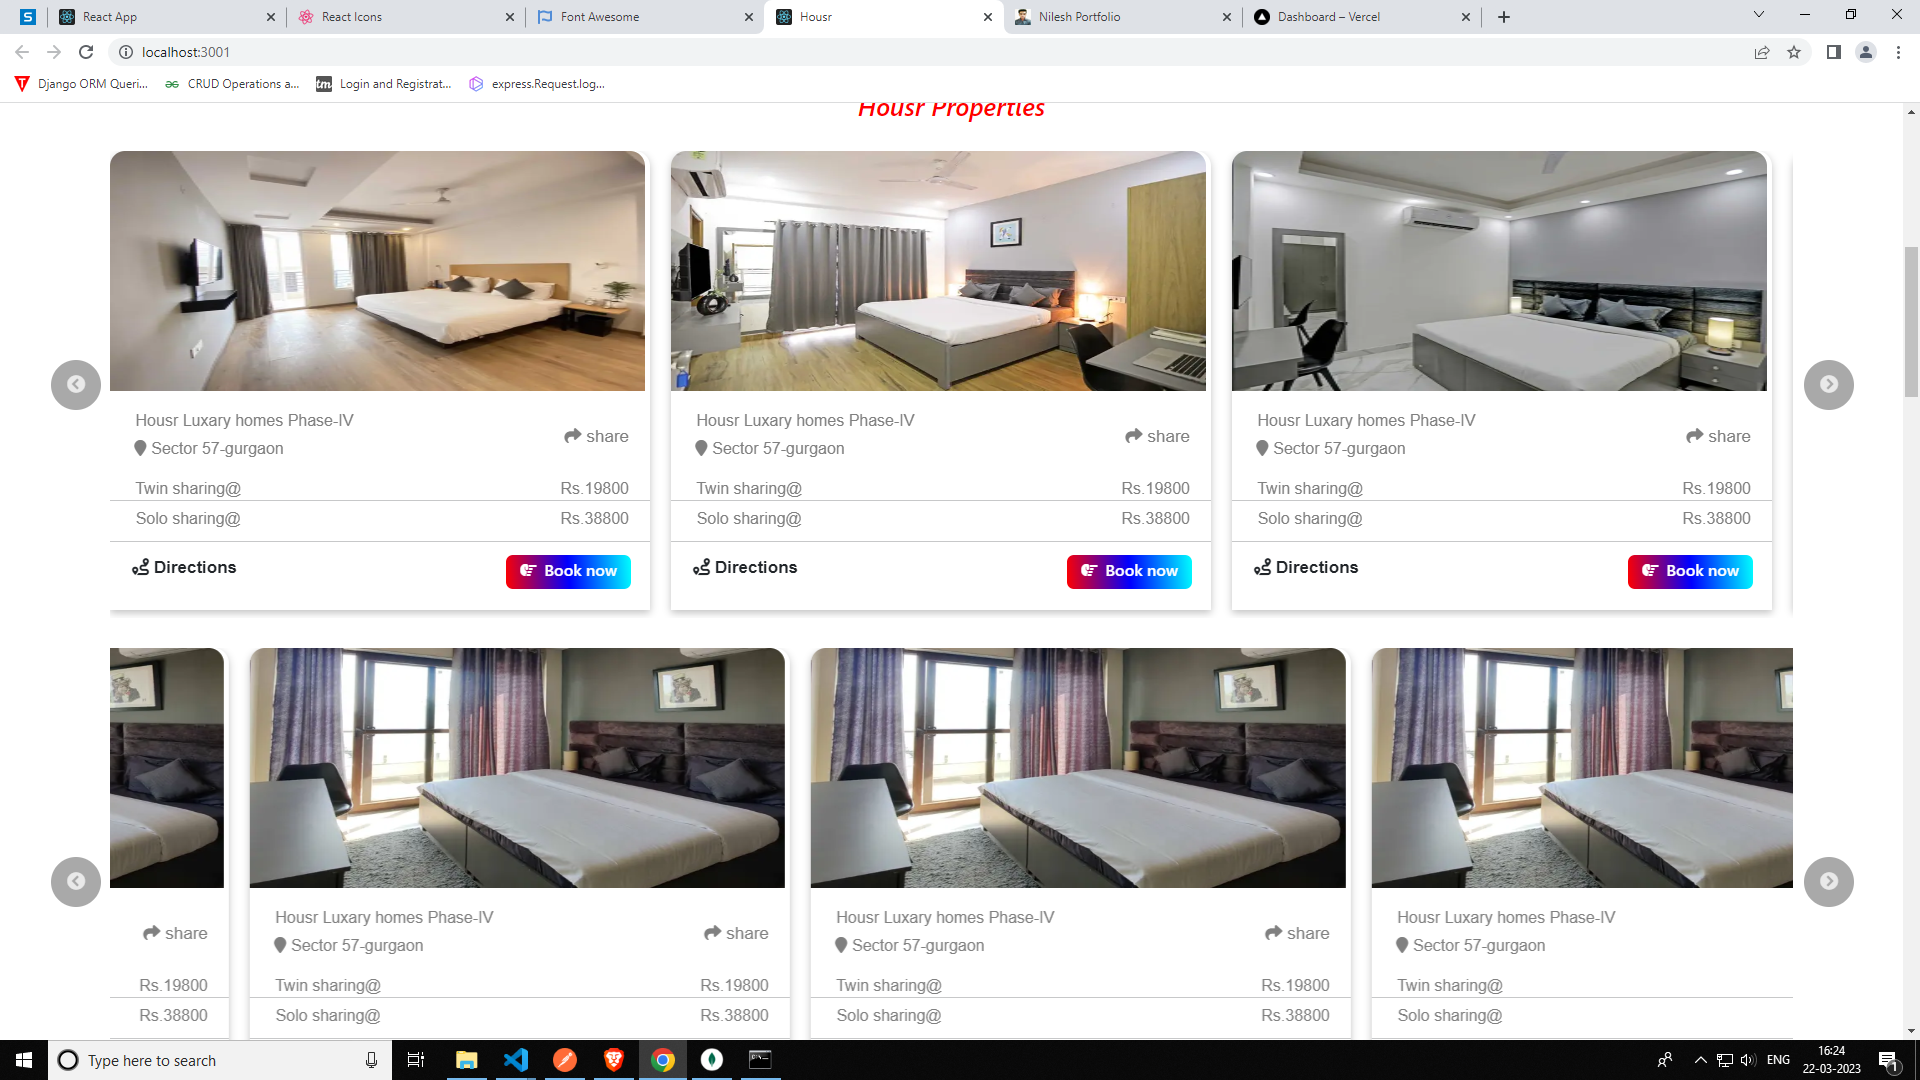 React App
React Icons
Font Awesome
Housr
Nilesh Portfolio
Dashboard – Vercel
localhost:3001
Django ORM Queri...
CRUD Operations a...
Login and Registrat...
express.Request.log...
Housr Properties
Housr Luxary homes Phase-IV
Sector 57-gurgaon
share
Twin sharing@ Rs.19800
Solo sharing@ Rs.38800
Directions
Book now
Housr Luxary homes Phase-IV
Sector 57-gurgaon
share
Twin sharing@ Rs.19800
Solo sharing@ Rs.38800
Directions
Book now
Housr Luxary homes Phase-IV
Sector 57-gurgaon
share
Twin sharing@ Rs.19800
Solo sharing@ Rs.38800
Directions
Book now
share
Rs.19800
Rs.38800
Housr Luxary homes Phase-IV
Sector 57-gurgaon
share
Twin sharing@ Rs.19800
Solo sharing@ Rs.38800
Housr Luxary homes Phase-IV
Sector 57-gurgaon
share
Twin sharing@ Rs.19800
Solo sharing@ Rs.38800
Housr Luxary homes Phase-IV
Sector 57-gurgaon
Twin sharing@
Solo sharing@
Type here to search
ENG
16:24
22-03-2023
1